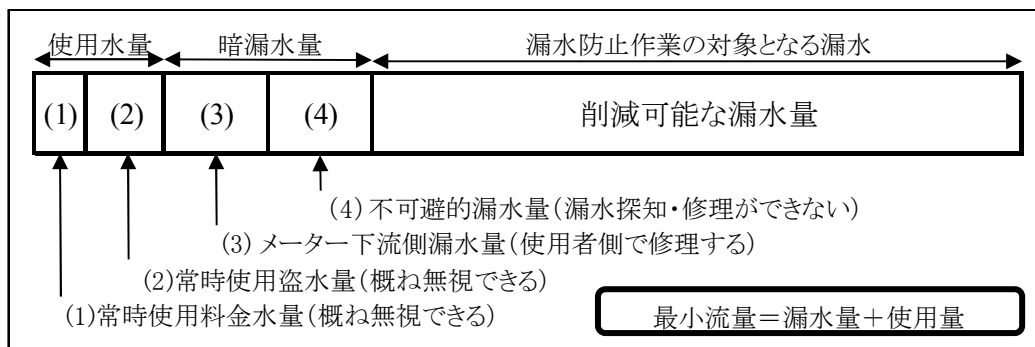 使用水量 暗漏水量 漏水防止作業の対象となる漏水
(1) (2) (3) (4) 削減可能な漏水量
(4) 不可避的漏水量(漏水探知・修理ができない)
(3) メーター下流側漏水量(使用者側で修理する)
(2)常時使用盗水量(概ね無視できる)
(1)常時使用料金水量(概ね無視できる)
最小流量=漏水量+使用量